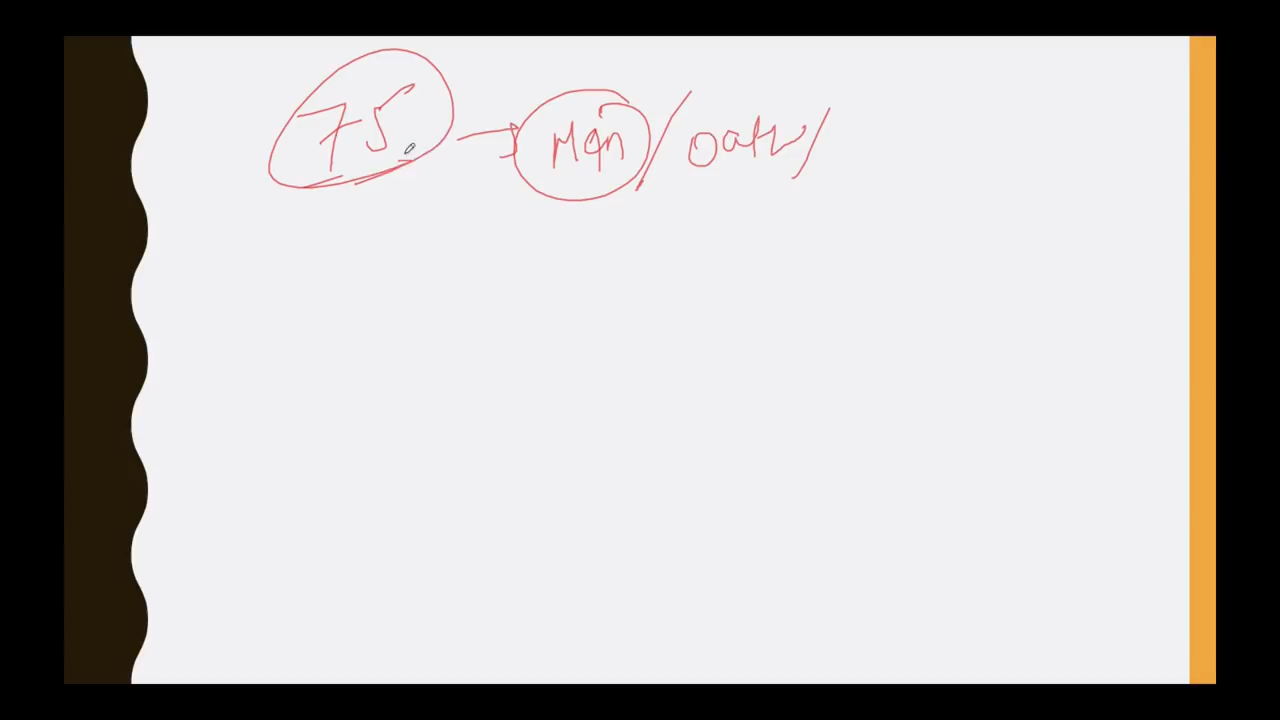 75. → Man / Oath /